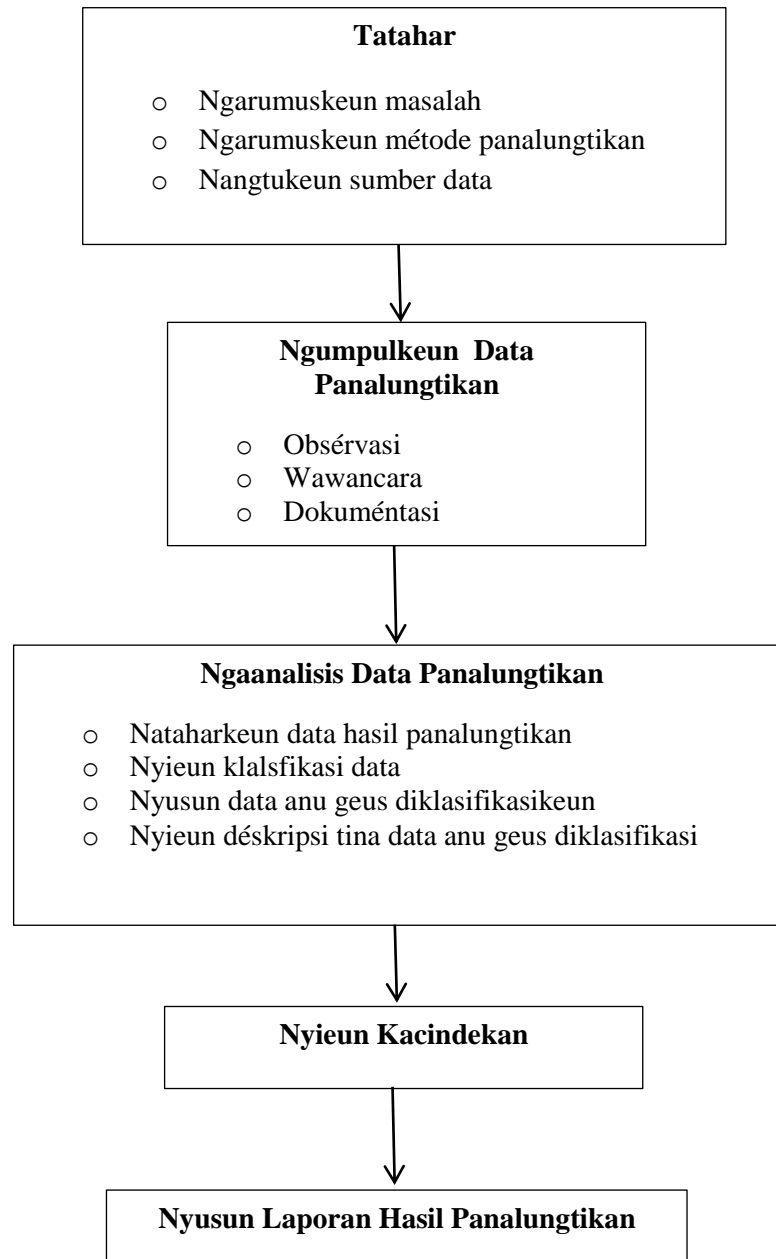 Tatahar
o Ngarumuskeun masalah
o Ngarumuskeun métode panalungtikan
o Nangtukeun sumber data
Ngumpulkeun Data
Panalungtikan
o Obsérvasi
o Wawancara
o Dokuméntasi
Ngaanalisis Data Panalungtikan
o Nataharkeun data hasil panalungtikan
o Nyieun klalsfikasi data
o Nyusun data anu geus diklasifikasikeun
o Nyieun déskripsi tina data anu geus diklasifikasi
Nyieun Kacindekan
Nyusun Laporan Hasil Panalungtikan